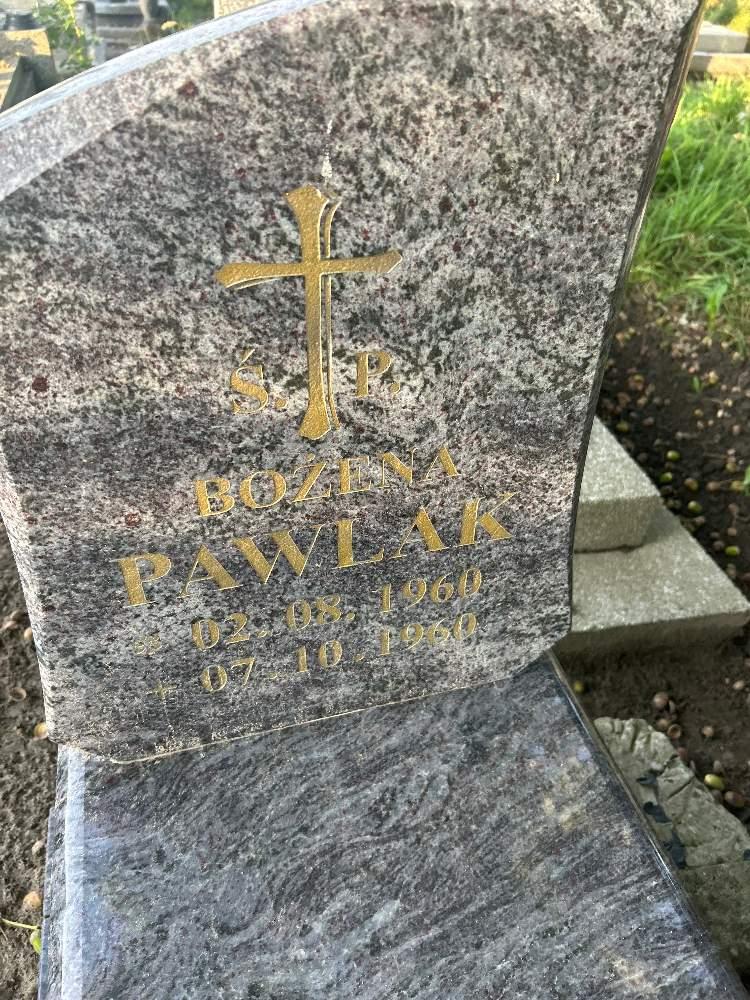 Ś. P.
BOŻENA
PAWLAK
* 02. 08. 1960
+ 07. 10. 1960